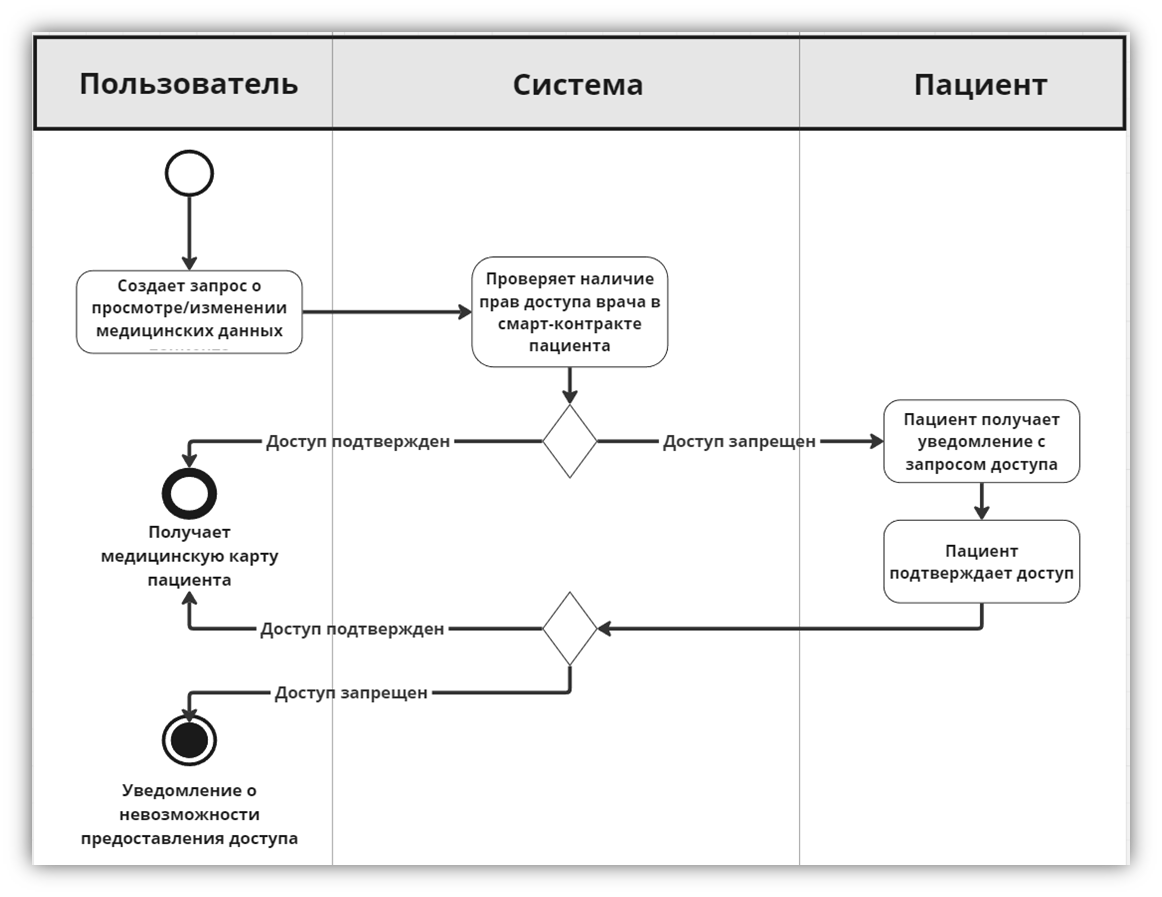 Пользователь
Система
Пациент
Создает запрос о
просмотре/изменении
медицинских данных
Проверяет наличие
прав доступа врача в
смарт-контракте
пациента
Доступ подтвержден
Доступ запрещен
Пациент получает
уведомление с
запросом доступа
Получает
медицинскую карту
пациента
Пациент
подтверждает доступ
Доступ подтвержден
Доступ запрещен
Уведомление о
невозможности
предоставления доступа